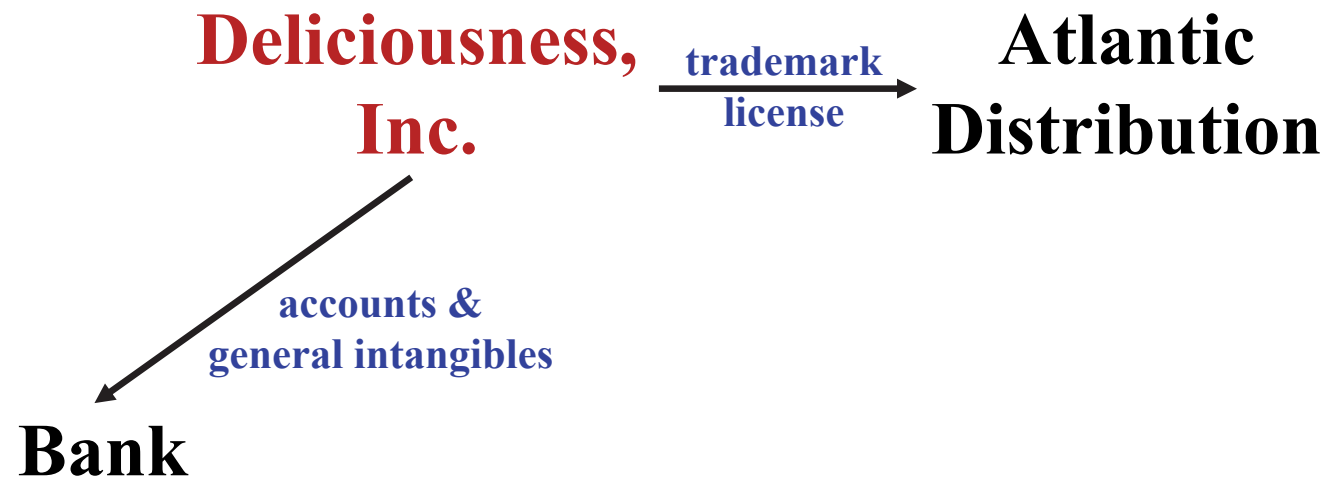 Deliciousness,
Inc.
trademark
license
Atlantic
Distribution
accounts &
general intangibles
Bank